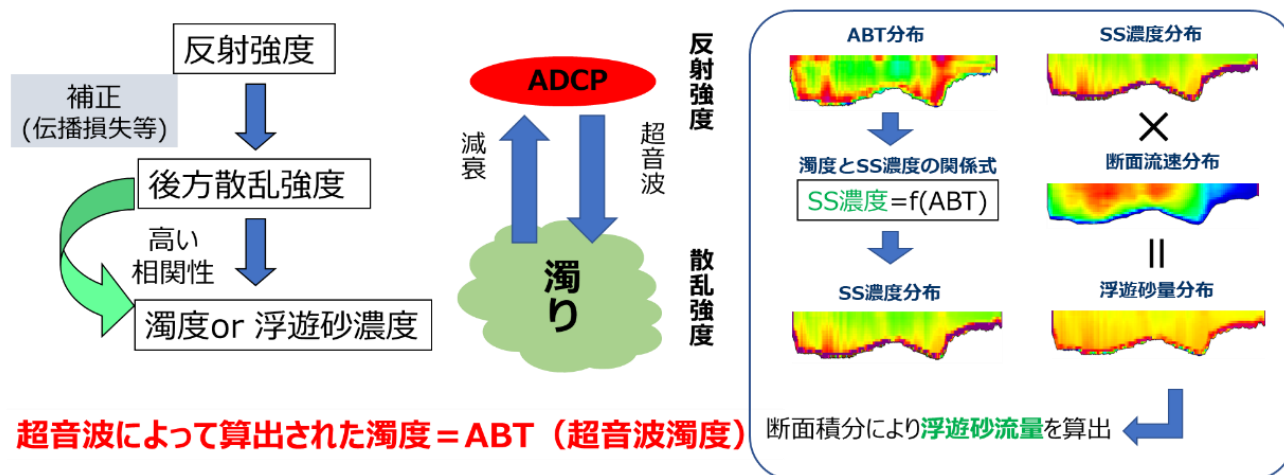 反射強度
補正
(伝播損失等)
後方散乱強度
高い
相関性
濁度or 浮遊砂濃度
ADCP
減衰
超音波
濁り
反射強度
散乱強度
超音波によって算出された濁度＝ABT（超音波濁度）
ABT分布
濁度とSS濃度の関係式
SS濃度=f(ABT)
SS濃度分布
SS濃度分布
×
断面流速分布
＝
浮遊砂量分布
断面積分により浮遊砂流量を算出